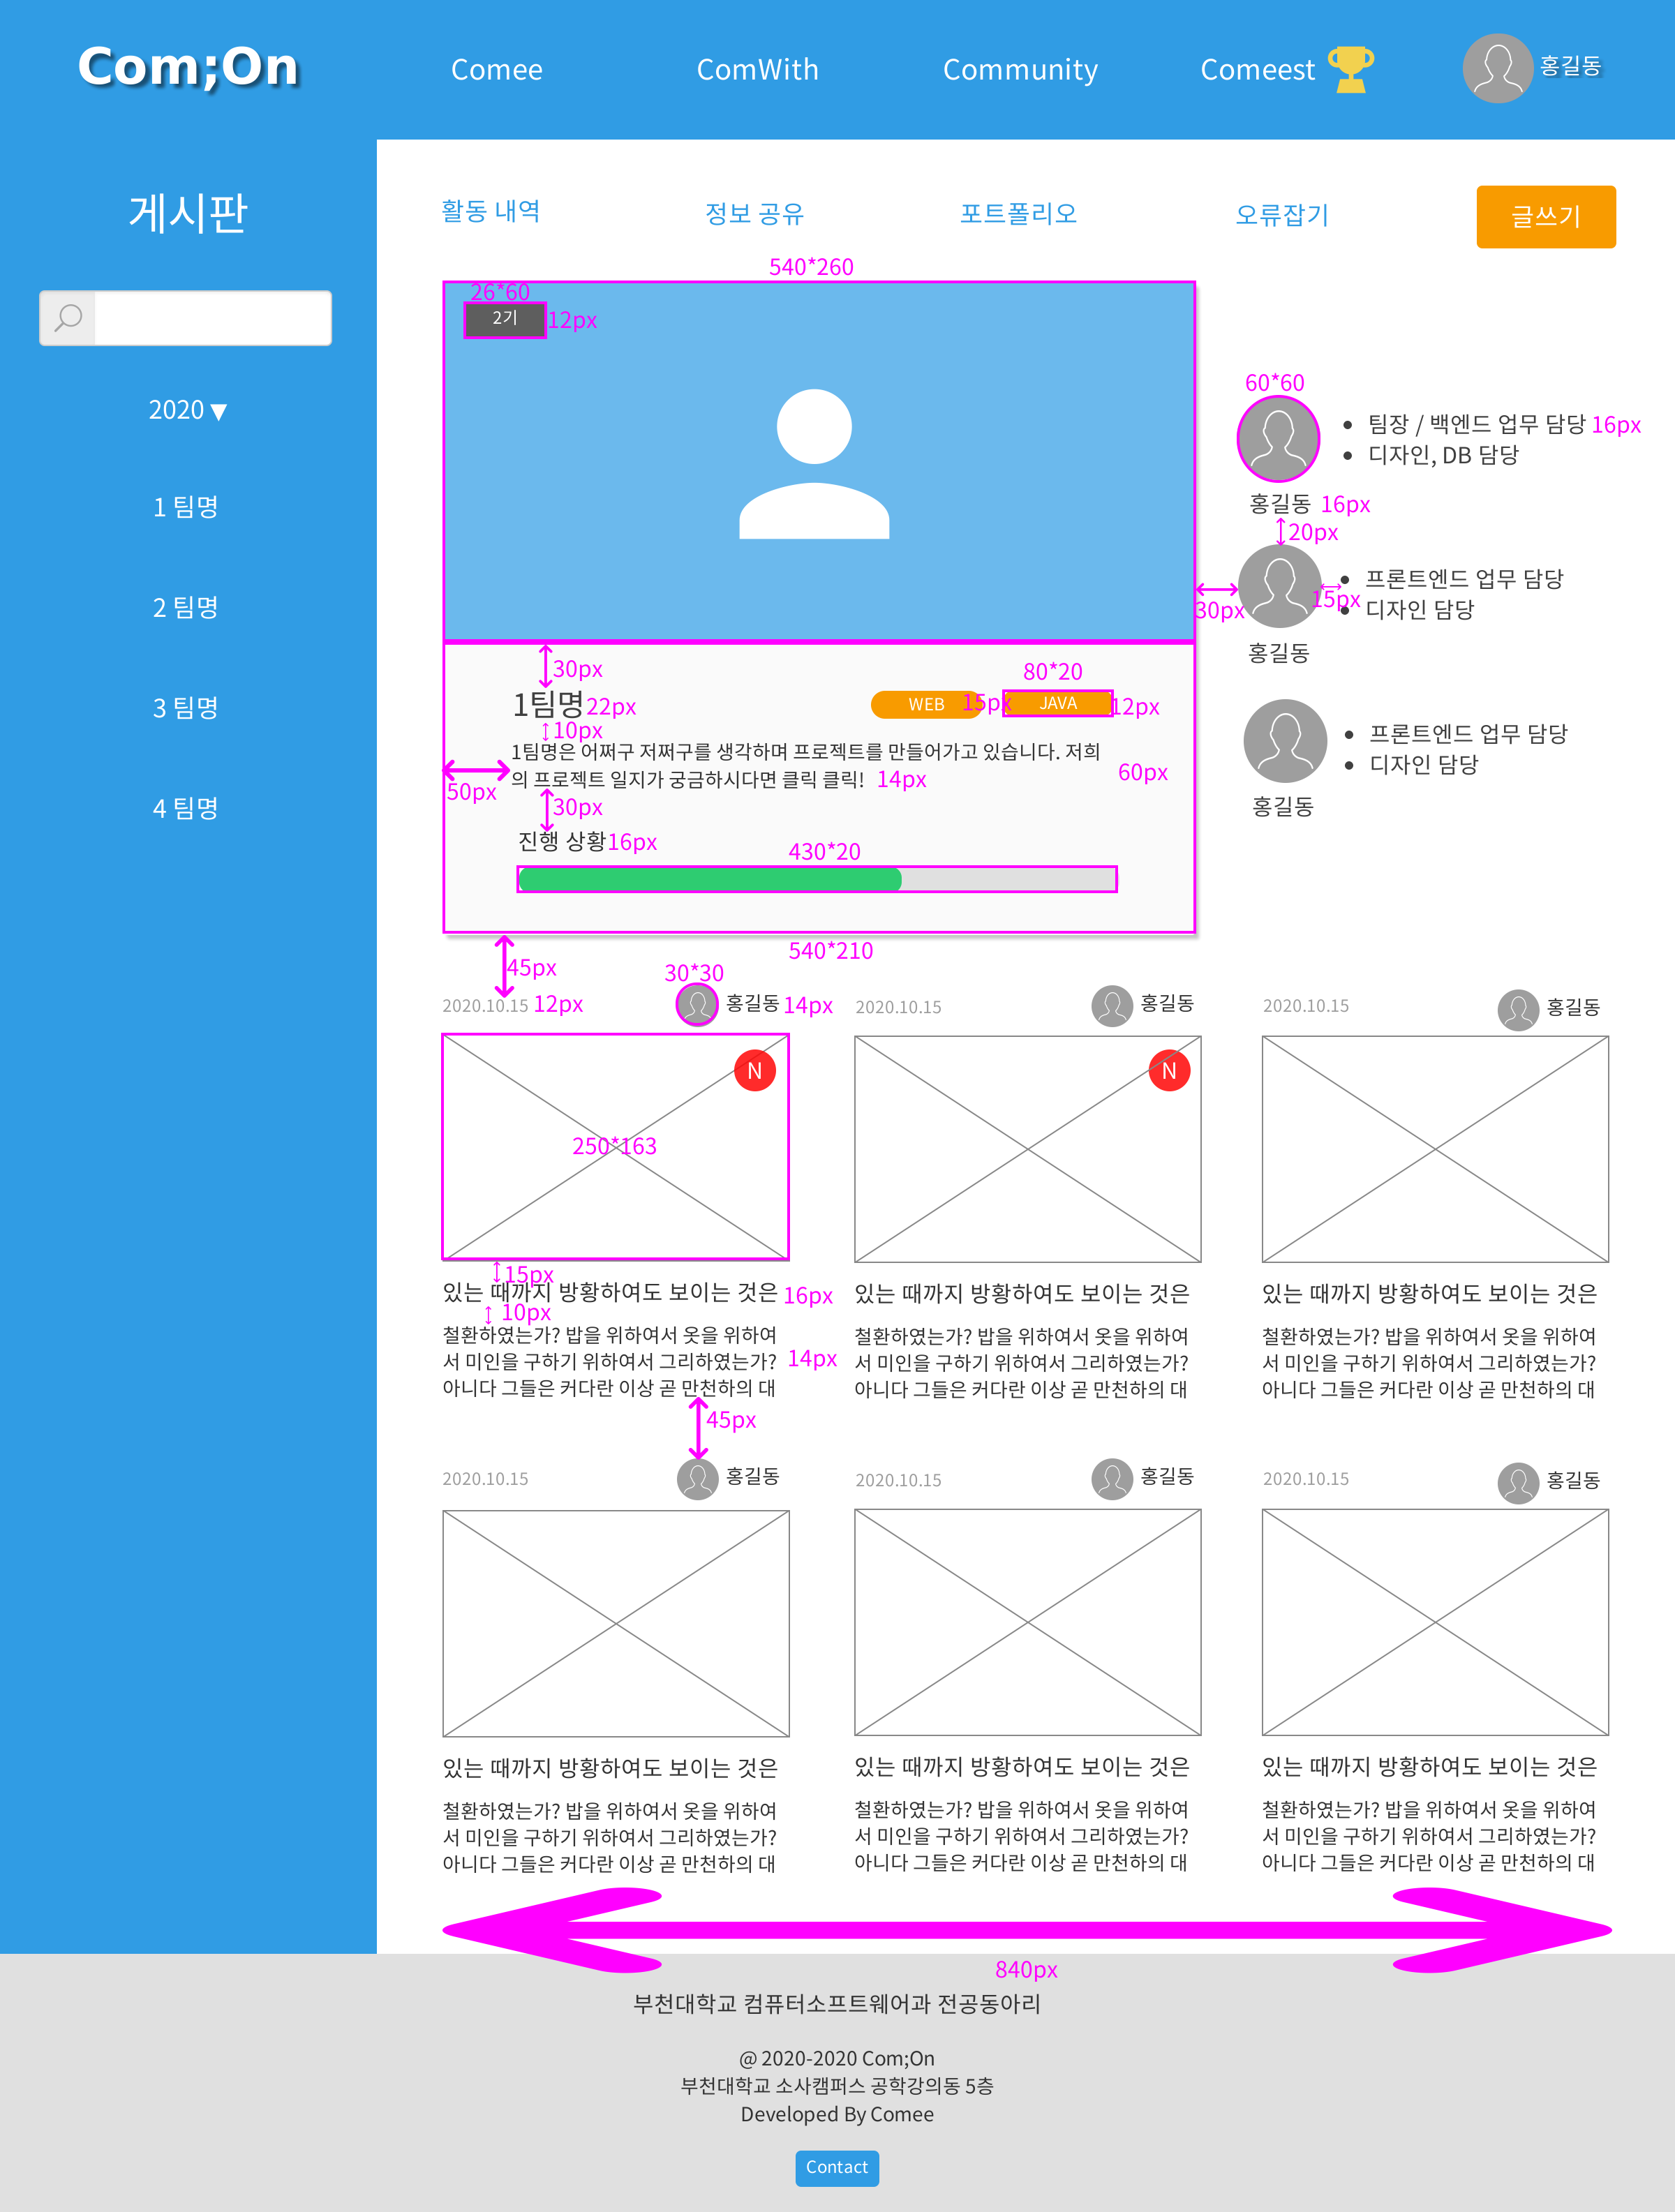 Com;On
Comee
ComWith
Community
Comeest
홍길동
게시판
2020 ▼
1 팀명
2 팀명
3 팀명
4 팀명
활동 내역
정보 공유
포트폴리오
오류잡기
글쓰기
540*260
26*60
2기
12px
60*60
• 팀장 / 백엔드 업무 담당 16px
• 디자인, DB 담당
홍길동 16px
20px
• 프론트엔드 업무 담당
15px
• 디자인 담당
30px
홍길동
• 프론트엔드 업무 담당
• 디자인 담당
홍길동
30px
80*20
1팀명 22px
WEB
15px
JAVA
12px
10px
1팀명은 어쩌구 저쩌구를 생각하며 프로젝트를 만들어가고 있습니다. 저희
의 프로젝트 일지가 궁금하시다면 클릭 클릭! 14px
60px
50px
30px
진행 상황 16px
430*20
540*210
45px
30*30
2020.10.15 12px
홍길동 14px
N
250*163
15px
있는 때까지 방황하여도 보이는 것은 16px
10px
철환하였는가? 밥을 위하여서 옷을 위하여
서 미인을 구하기 위하여서 그리하였는가? 14px
아니다 그들은 커다란 이상 곧 만천하의 대
45px
2020.10.15
홍길동
N
있는 때까지 방황하여도 보이는 것은
철환하였는가? 밥을 위하여서 옷을 위하여
서 미인을 구하기 위하여서 그리하였는가?
아니다 그들은 커다란 이상 곧 만천하의 대
2020.10.15
홍길동
있는 때까지 방황하여도 보이는 것은
철환하였는가? 밥을 위하여서 옷을 위하여
서 미인을 구하기 위하여서 그리하였는가?
아니다 그들은 커다란 이상 곧 만천하의 대
2020.10.15
홍길동
있는 때까지 방황하여도 보이는 것은
철환하였는가? 밥을 위하여서 옷을 위하여
서 미인을 구하기 위하여서 그리하였는가?
아니다 그들은 커다란 이상 곧 만천하의 대
2020.10.15
홍길동
있는 때까지 방황하여도 보이는 것은
철환하였는가? 밥을 위하여서 옷을 위하여
서 미인을 구하기 위하여서 그리하였는가?
아니다 그들은 커다란 이상 곧 만천하의 대
2020.10.15
홍길동
있는 때까지 방황하여도 보이는 것은
철환하였는가? 밥을 위하여서 옷을 위하여
서 미인을 구하기 위하여서 그리하였는가?
아니다 그들은 커다란 이상 곧 만천하의 대
840px
부천대학교 컴퓨터소프트웨어과 전공동아리
@ 2020-2020 Com;On
부천대학교 소사캠퍼스 공학강의동 5층
Developed By Comee
Contact